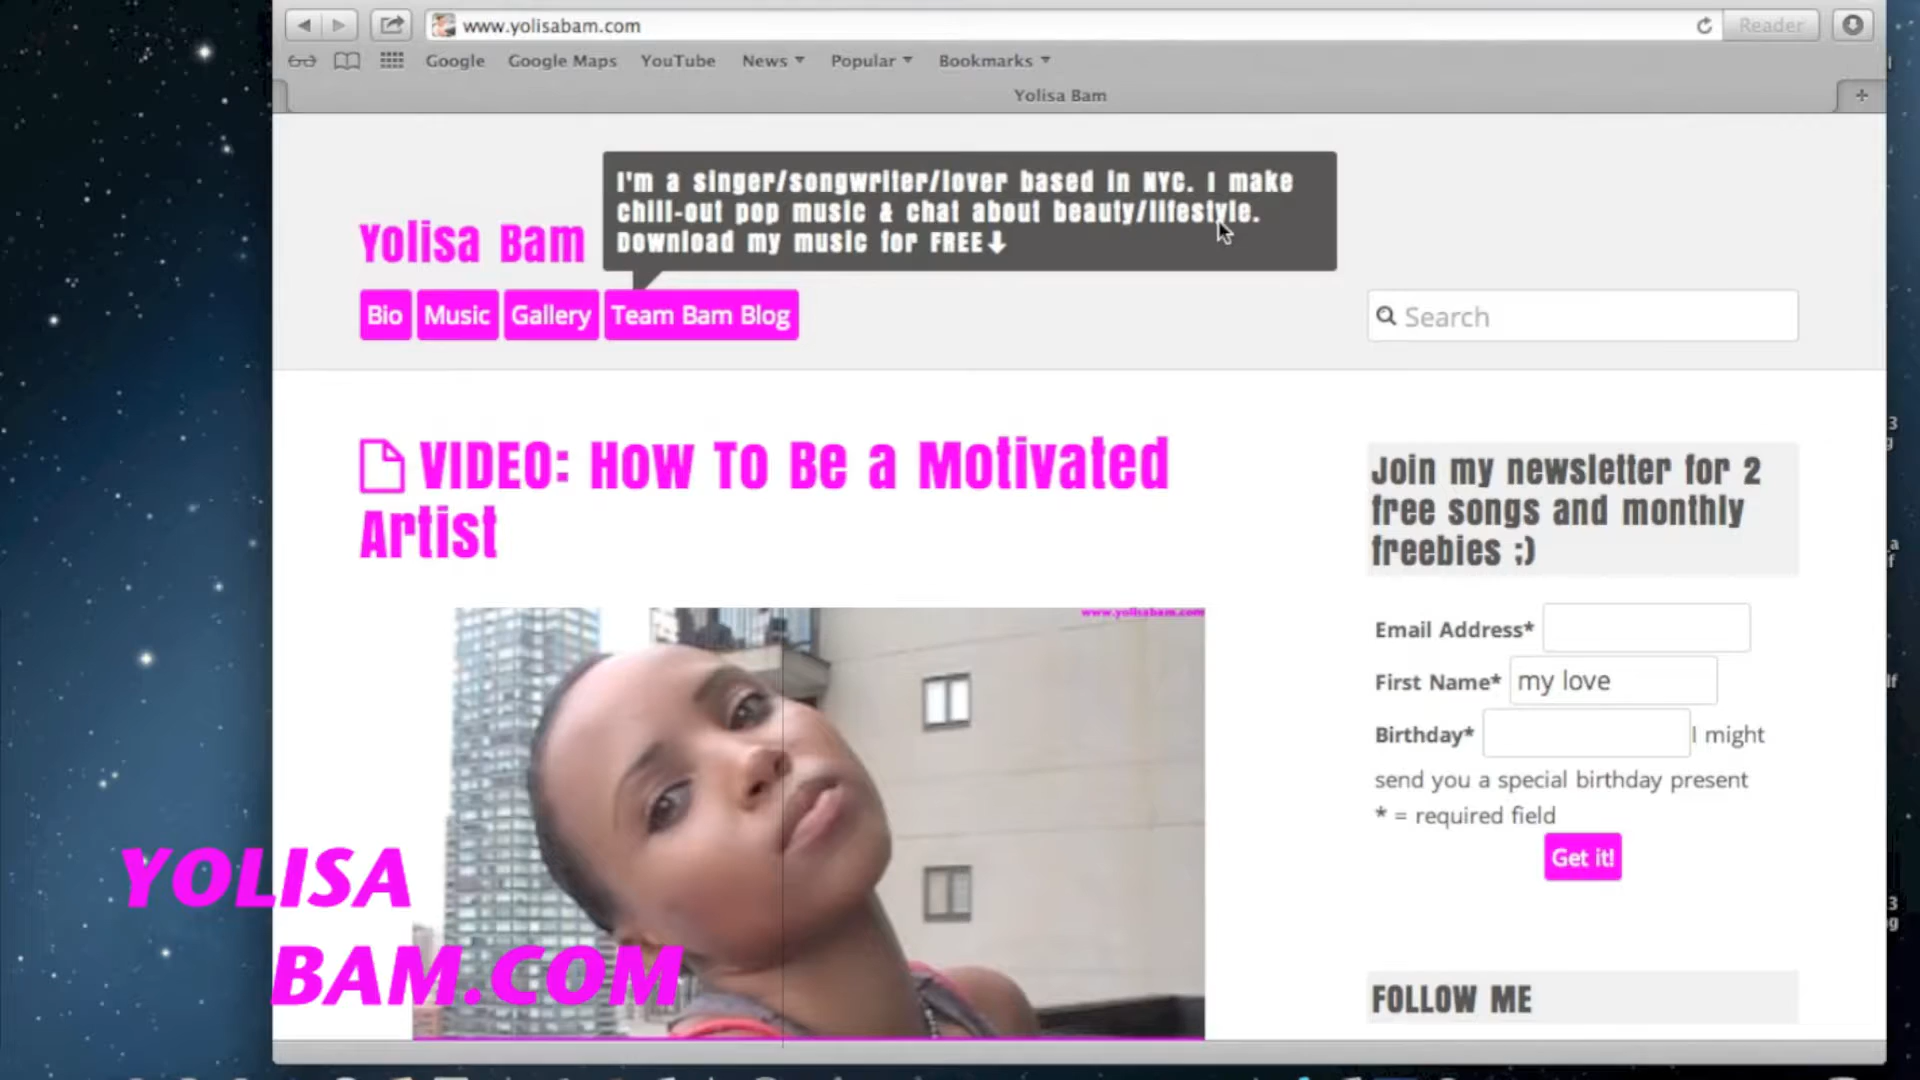 www.yolisabam.com
Reader
Google Google Maps YouTube News Popular Bookmarks
Yolisa Bam
I'm a singer/songwriter/lover based in NYC. I make
chill-out pop music & chat about beauty/lifestyle.
Download my music for FREE
Yolisa Bam
Bio Music Gallery Team Bam Blog
Search
VIDEO: How To Be a Motivated
Artist
www.yolisabam.com
Join my newsletter for 2
free songs and monthly
freebies ;)
Email Address*
First Name* my love
Birthday* I might
send you a special birthday present
* = required field
Get it!
FOLLOW ME
YOLISA
BAM.COM